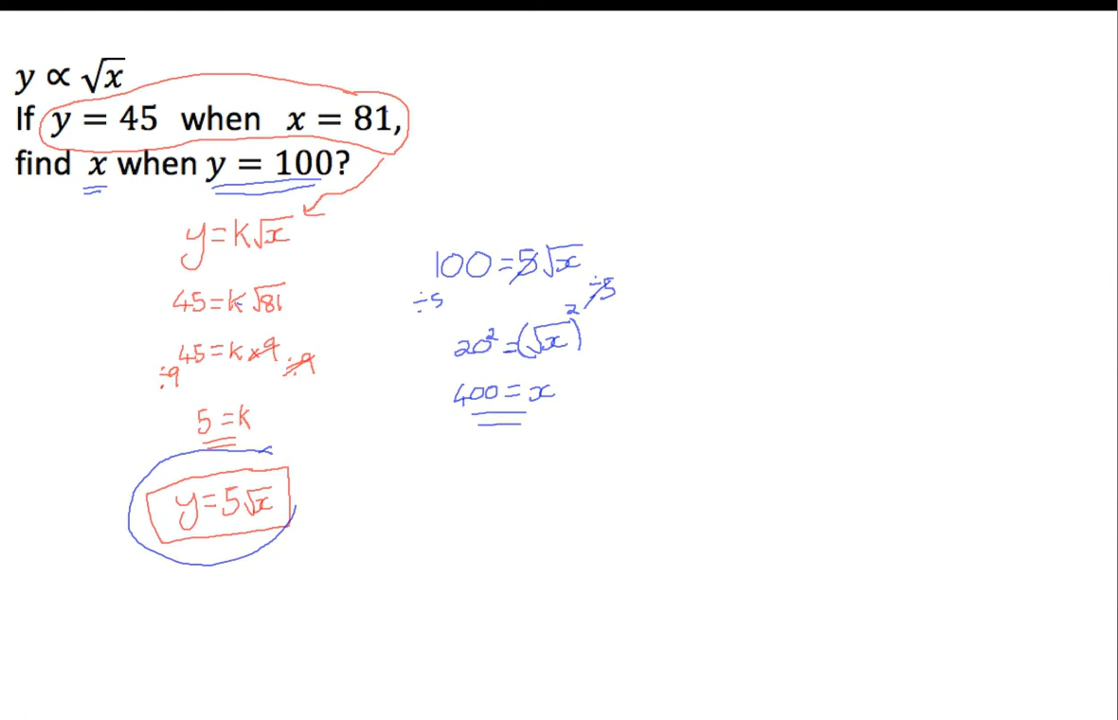 y ∝ √x
If y = 45 when x = 81,
find x when y = 100?
y=k√x
45=k√81
45=k×9
÷9 ÷9
5=k
y=5√x
100=5√x
÷5 ÷5
20²=(√x)²
400=x